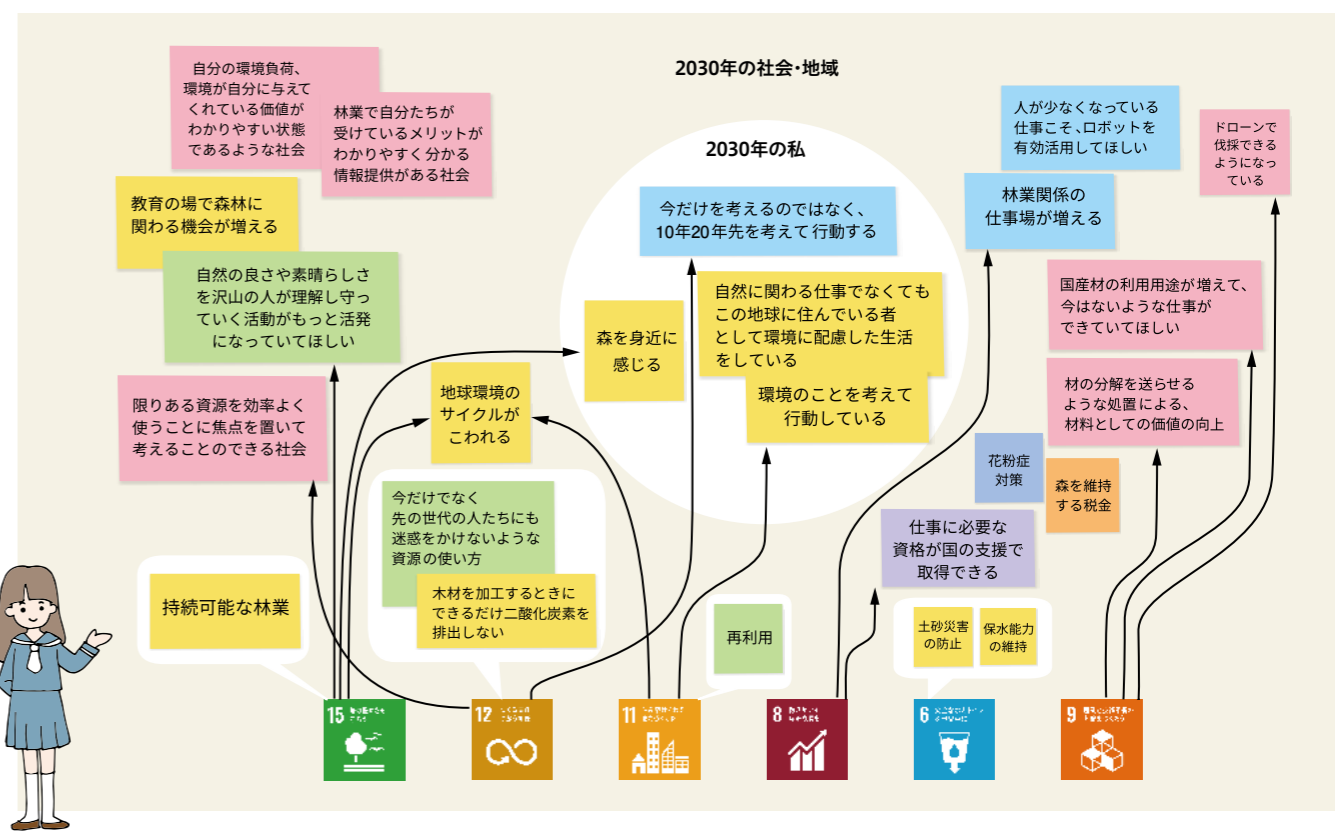 2030年の社会・地域
自分の環境負荷、
環境が自分に与えて
くれている価値が
わかりやすい状態
であるような社会
林業で自分たちが
受けているメリットが
わかりやすく分かる
情報提供がある社会
教育の場で森林に
関わる機会が増える
自然の良さや素晴らしさ
を沢山の人が理解し守っ
ていく活動がもっと活発
になっていてほしい
限りある資源を効率よく
使うことに焦点を置いて
考えることのできる社会
地球環境の
サイクルが
こわれる
2030年の私
今だけを考えるのではなく、
10年20年先を考えて行動する
森を身近に
感じる
自然に関わる仕事でなくても
この地球に住んでいる者
として環境に配慮した生活
をしている
環境のことを考えて
行動している
人が少なくなっている
仕事こそ、ロボットを
有効活用してほしい
林業関係の
仕事場が増える
ドローンで
伐採できる
ようになっ
ている
国産材の利用用途が増えて、
今はないような仕事が
できていてほしい
材の分解を送らせる
ような処置による、
材料としての価値の向上
花粉症
対策
森を維持
する税金
仕事に必要な
資格が国の支援で
取得できる
今だけでなく
先の世代の人たちにも
迷惑をかけないような
資源の使い方
木材を加工するときに
できるだけ二酸化炭素を
排出しない
持続可能な林業
再利用
土砂災害
の防止
保水能力
の維持
15
12
11
8
6
9